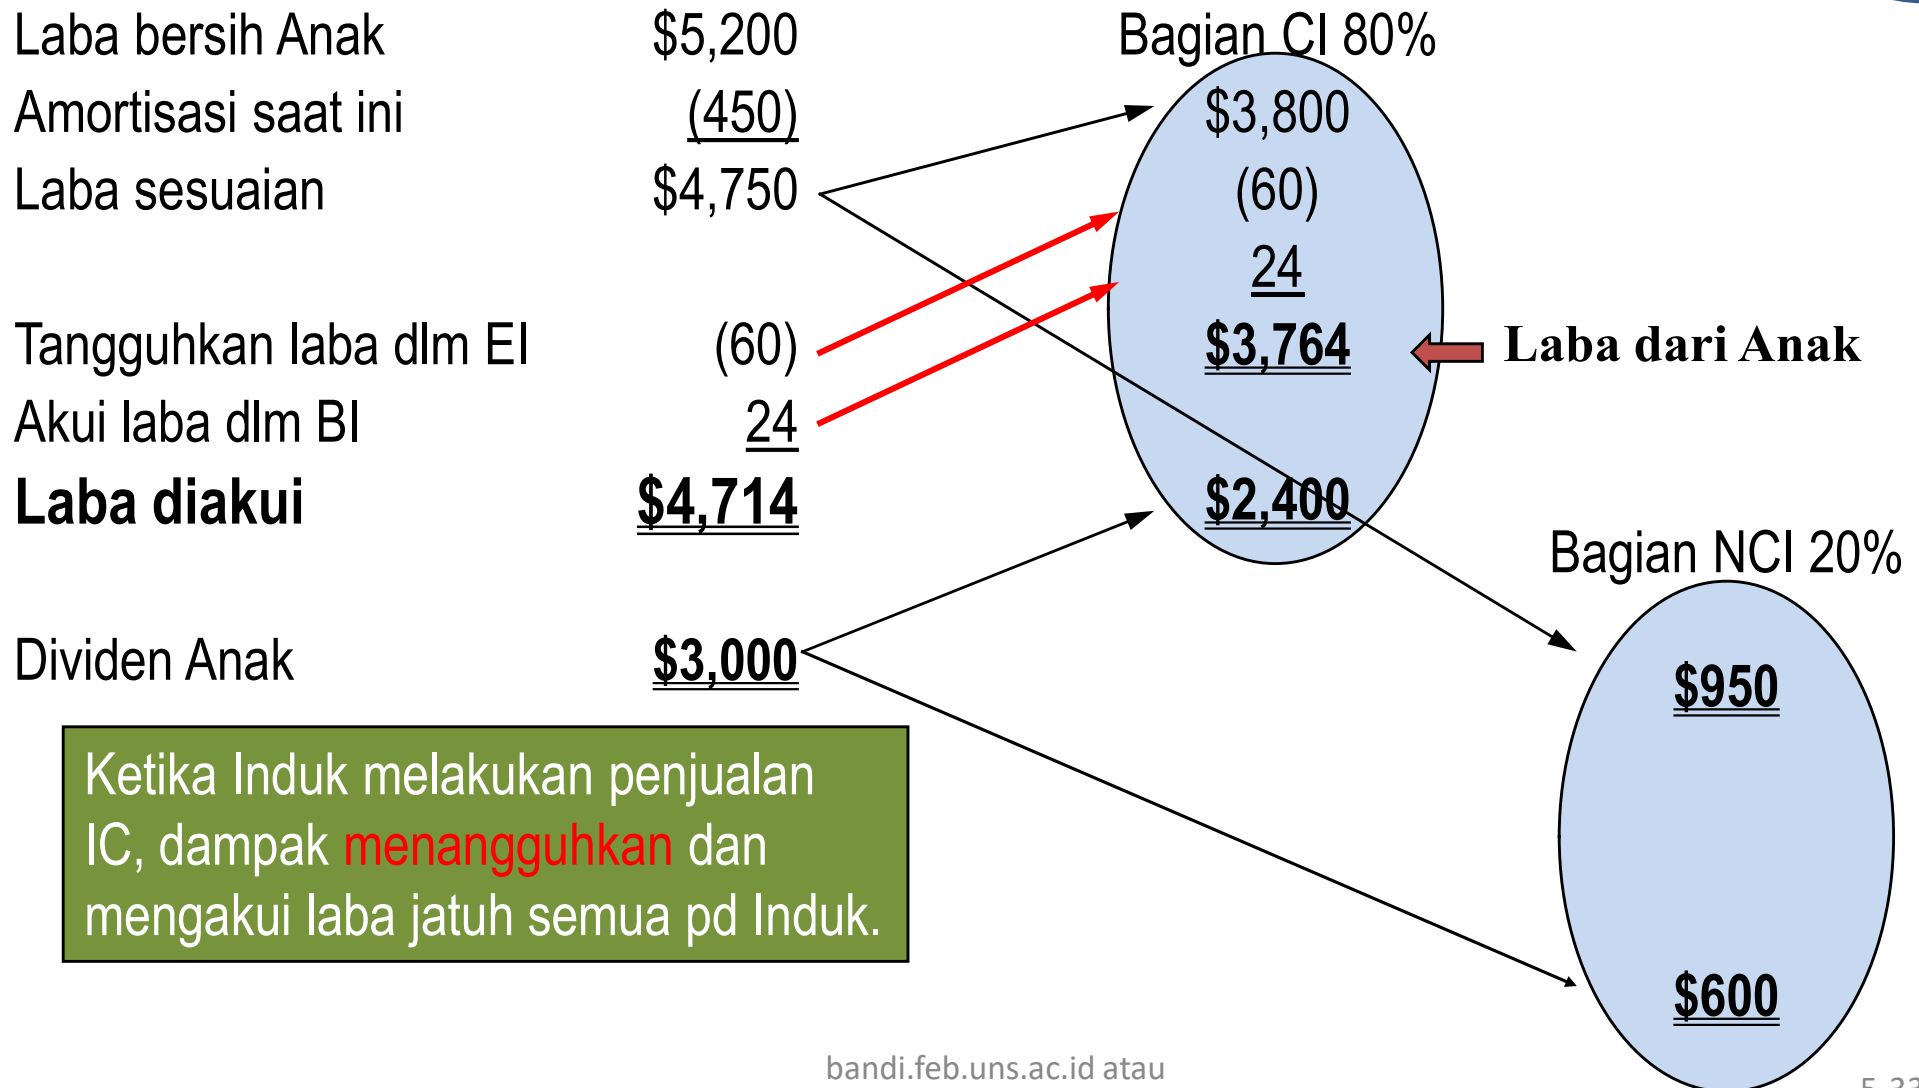 Laba bersih Anak $5,200 Bagian CI 80%
Amortisasi saat ini (450) $3,800
Laba sesuaian $4,750 (60)
24
Tangguhkan laba dlm EI (60) $3,764 Laba dari Anak
Akui laba dlm BI 24
Laba diakui $4,714 $2,400
Bagian NCI 20%
Dividen Anak $3,000 $950
Ketika Induk melakukan penjualan
IC, dampak menangguhkan dan
mengakui laba jatuh semua pd Induk.
$600
bandi.feb.uns.ac.id atau